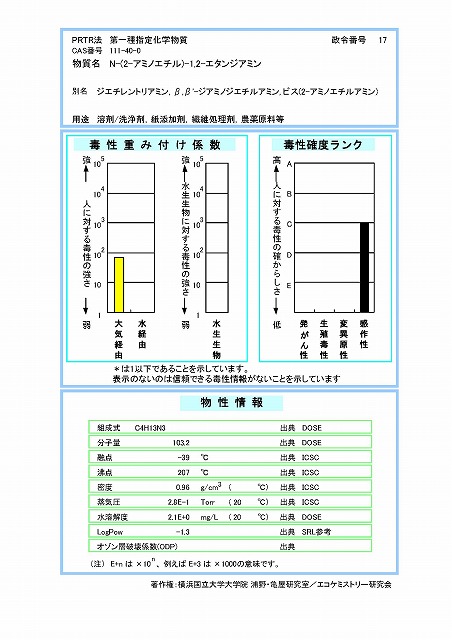 PRTR法 第一種指定化学物質 政令番号 17
CAS番号 111-40-0
物質名 N-(2-アミノエチル)-1,2-エタンジアミン
別名 ジエチレントリアミン, β,β'-ジアミノジエチルアミン,ビス(2-アミノエチルアミン)
用途 溶剤/洗浄剤, 紙添加剤, 繊維処理剤, 農薬原料等
毒性重み付け係数
強
人に対する毒性の強さ
弱
10^5
10^4
10^3
10^2
10
1
大気経由
水経由
強
水生生物に対する毒性の強さ
弱
10^5
10^4
10^3
10^2
10
1
水生生物
毒性確度ランク
高
人に対する毒性の確からしさ
低
A
B
C
D
E
発がん性
生殖毒性
変異原性
感作性
*は1以下であることを示しています。
表示のないのは信頼できる毒性情報がないことを示しています
物性情報
組成式 C4H13N3 出典 DOSE
分子量 103.2 出典 DOSE
融点 -39 ℃ 出典 ICSC
沸点 207 ℃ 出典 ICSC
密度 0.96 g/cm3 ( ℃) 出典 ICSC
蒸気圧 2.8E-1 Torr (20 ℃) 出典 ICSC
水溶解度 2.1E+0 mg/L (20 ℃) 出典 DOSE
LogPow -1.3 出典 SRL参考
オゾン層破壊係数(ODP) 出典
(注) E+n は ×10^n、例えば E+3 は ×1000の意味です。
著作権:横浜国立大学大学院 浦野・亀屋研究室/エコケミストリー研究会